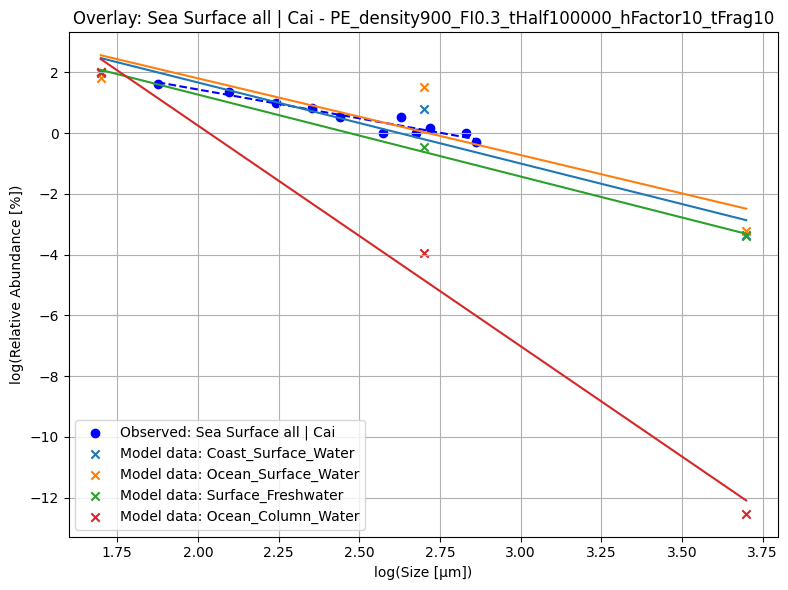 Overlay: Sea Surface all | Cai - PE_density900_FI0.3_tHalf100000_hFactor10_tFrag10
log(Relative Abundance [%])
2
0
−2
−4
−6
−8
−10
−12
Observed: Sea Surface all | Cai
Model data: Coast_Surface_Water
Model data: Ocean_Surface_Water
Model data: Surface_Freshwater
Model data: Ocean_Column_Water
1.75 2.00 2.25 2.50 2.75 3.00 3.25 3.50 3.75
log(Size [μm])